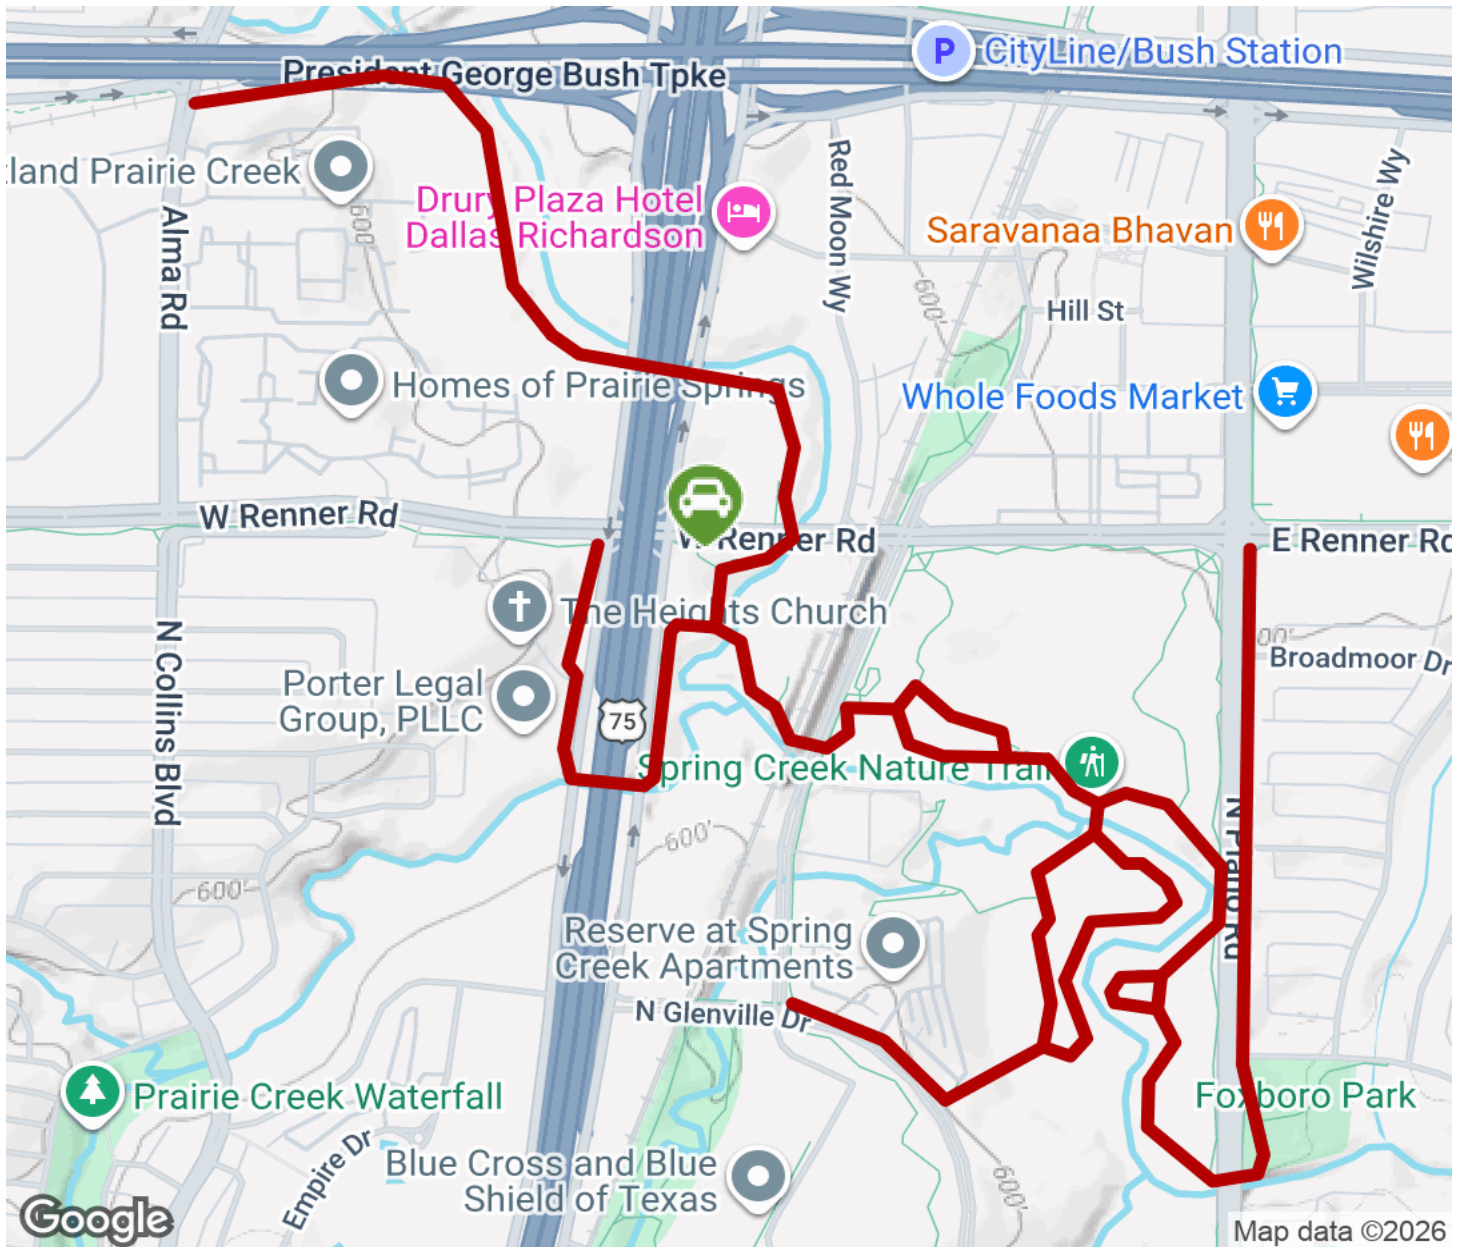 P CityLine/Bush Station
President George Bush Tpke
tland Prairie Creek
Drury Plaza Hotel
Dallas Richardson
Red Moon Wy
Saravanaa Bhavan
Wilshire Wy
Alma Rd
600'
600'
Hill St
Homes of Prairie Springs
Whole Foods Market
W Renner Rd
W Renner Rd
E Renner Rd
The Heights Church
N Collins Blvd
Porter Legal
Group, PLLC
75
00'
Broadmoor Dr
Spring Creek Nature Trail
N Plano Rd
600'
600'
Reserve at Spring
Creek Apartments
N Glenville Dr
Prairie Creek Waterfall
Foxboro Park
Empire Dr
Blue Cross and Blue
Shield of Texas
600'
Google
Map data ©2026